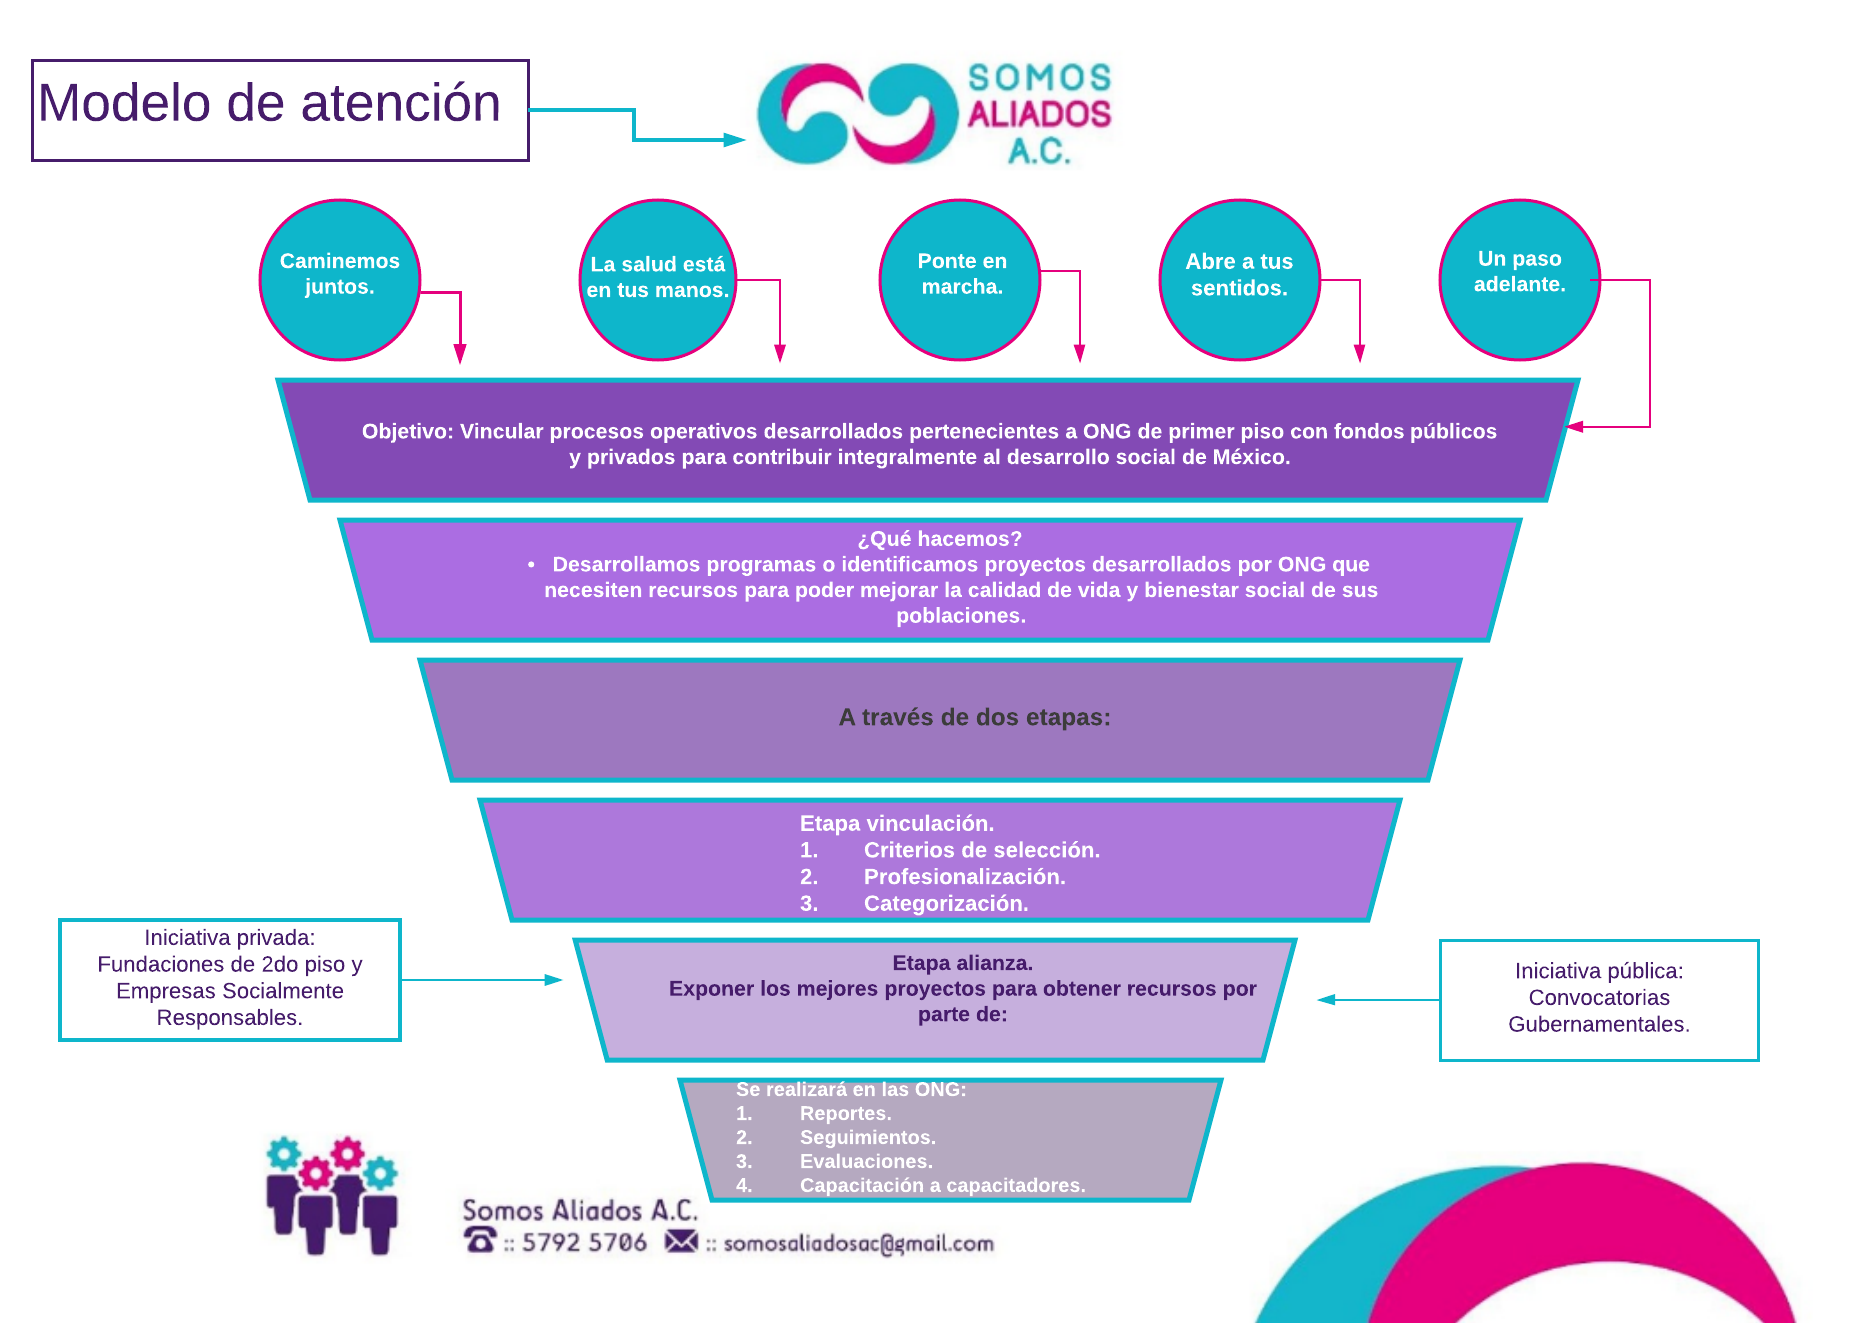 Modelo de atención
SOMOS
ALIADOS
A.C.
Caminemos
juntos.
La salud está
en tus manos.
Ponte en
marcha.
Abre a tus
sentidos.
Un paso
adelante.
Objetivo: Vincular procesos operativos desarrollados pertenecientes a ONG de primer piso con fondos públicos
y privados para contribuir integralmente al desarrollo social de México.
¿Qué hacemos?
• Desarrollamos programas o identificamos proyectos desarrollados por ONG que
necesiten recursos para poder mejorar la calidad de vida y bienestar social de sus
poblaciones.
A través de dos etapas:
Etapa vinculación.
1. Criterios de selección.
2. Profesionalización.
3. Categorización.
Iniciativa privada:
Fundaciones de 2do piso y
Empresas Socialmente
Responsables.
Etapa alianza.
Exponer los mejores proyectos para obtener recursos por
parte de:
Iniciativa pública:
Convocatorias
Gubernamentales.
Se realizará en las ONG:
1. Reportes.
2. Seguimientos.
3. Evaluaciones.
4. Capacitación a capacitadores.
Somos Aliados A.C.
:: 5792 5706 :: somosaliadosac@gmail.com